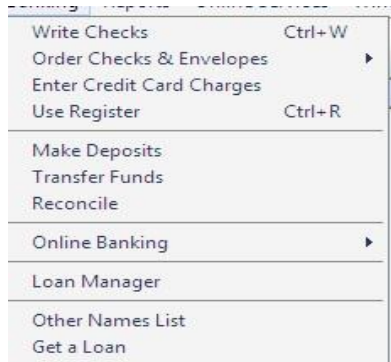 Write Checks Ctrl+W
Order Checks & Envelopes
Enter Credit Card Charges
Use Register Ctrl+R
Make Deposits
Transfer Funds
Reconcile
Online Banking
Loan Manager
Other Names List
Get a Loan